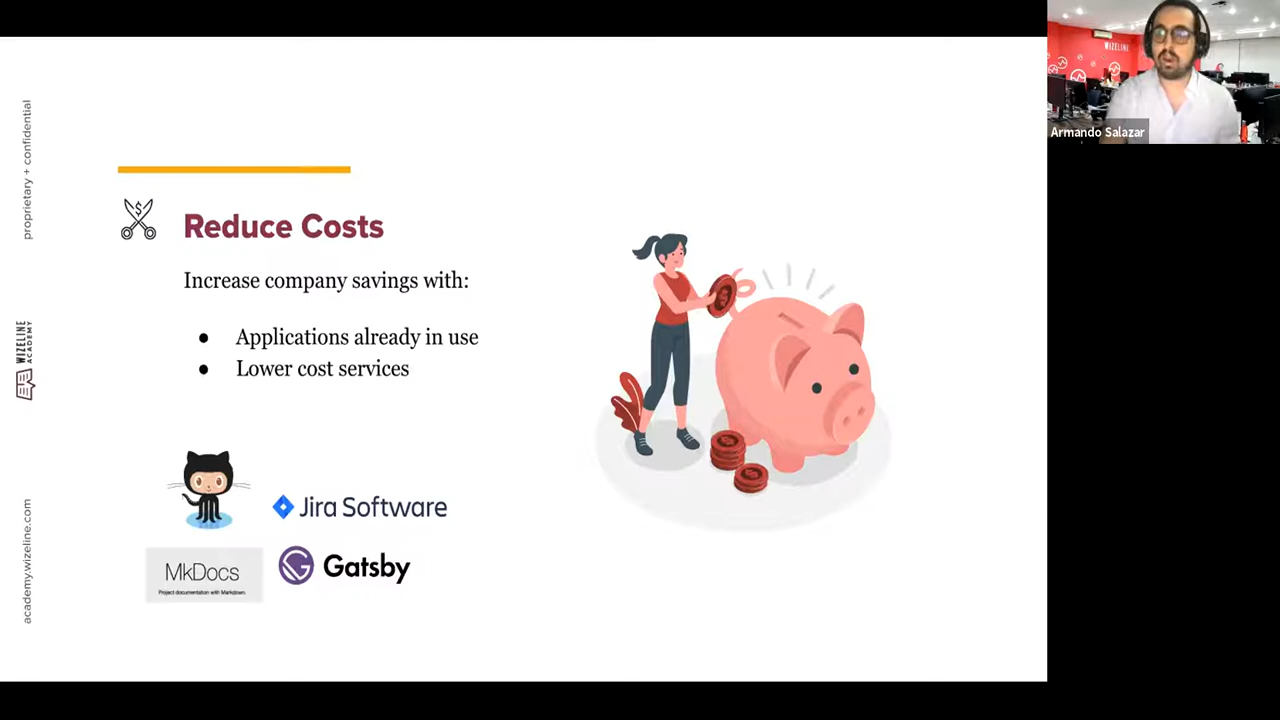 proprietary + confidential
WIZELINE
ACADEMY
academy.wizeline.com
Reduce Costs
Increase company savings with:
● Applications already in use
● Lower cost services
Jira Software
MkDocs
Project documentation with Markdown.
Gatsby
WIZELINE
Armando Salazar